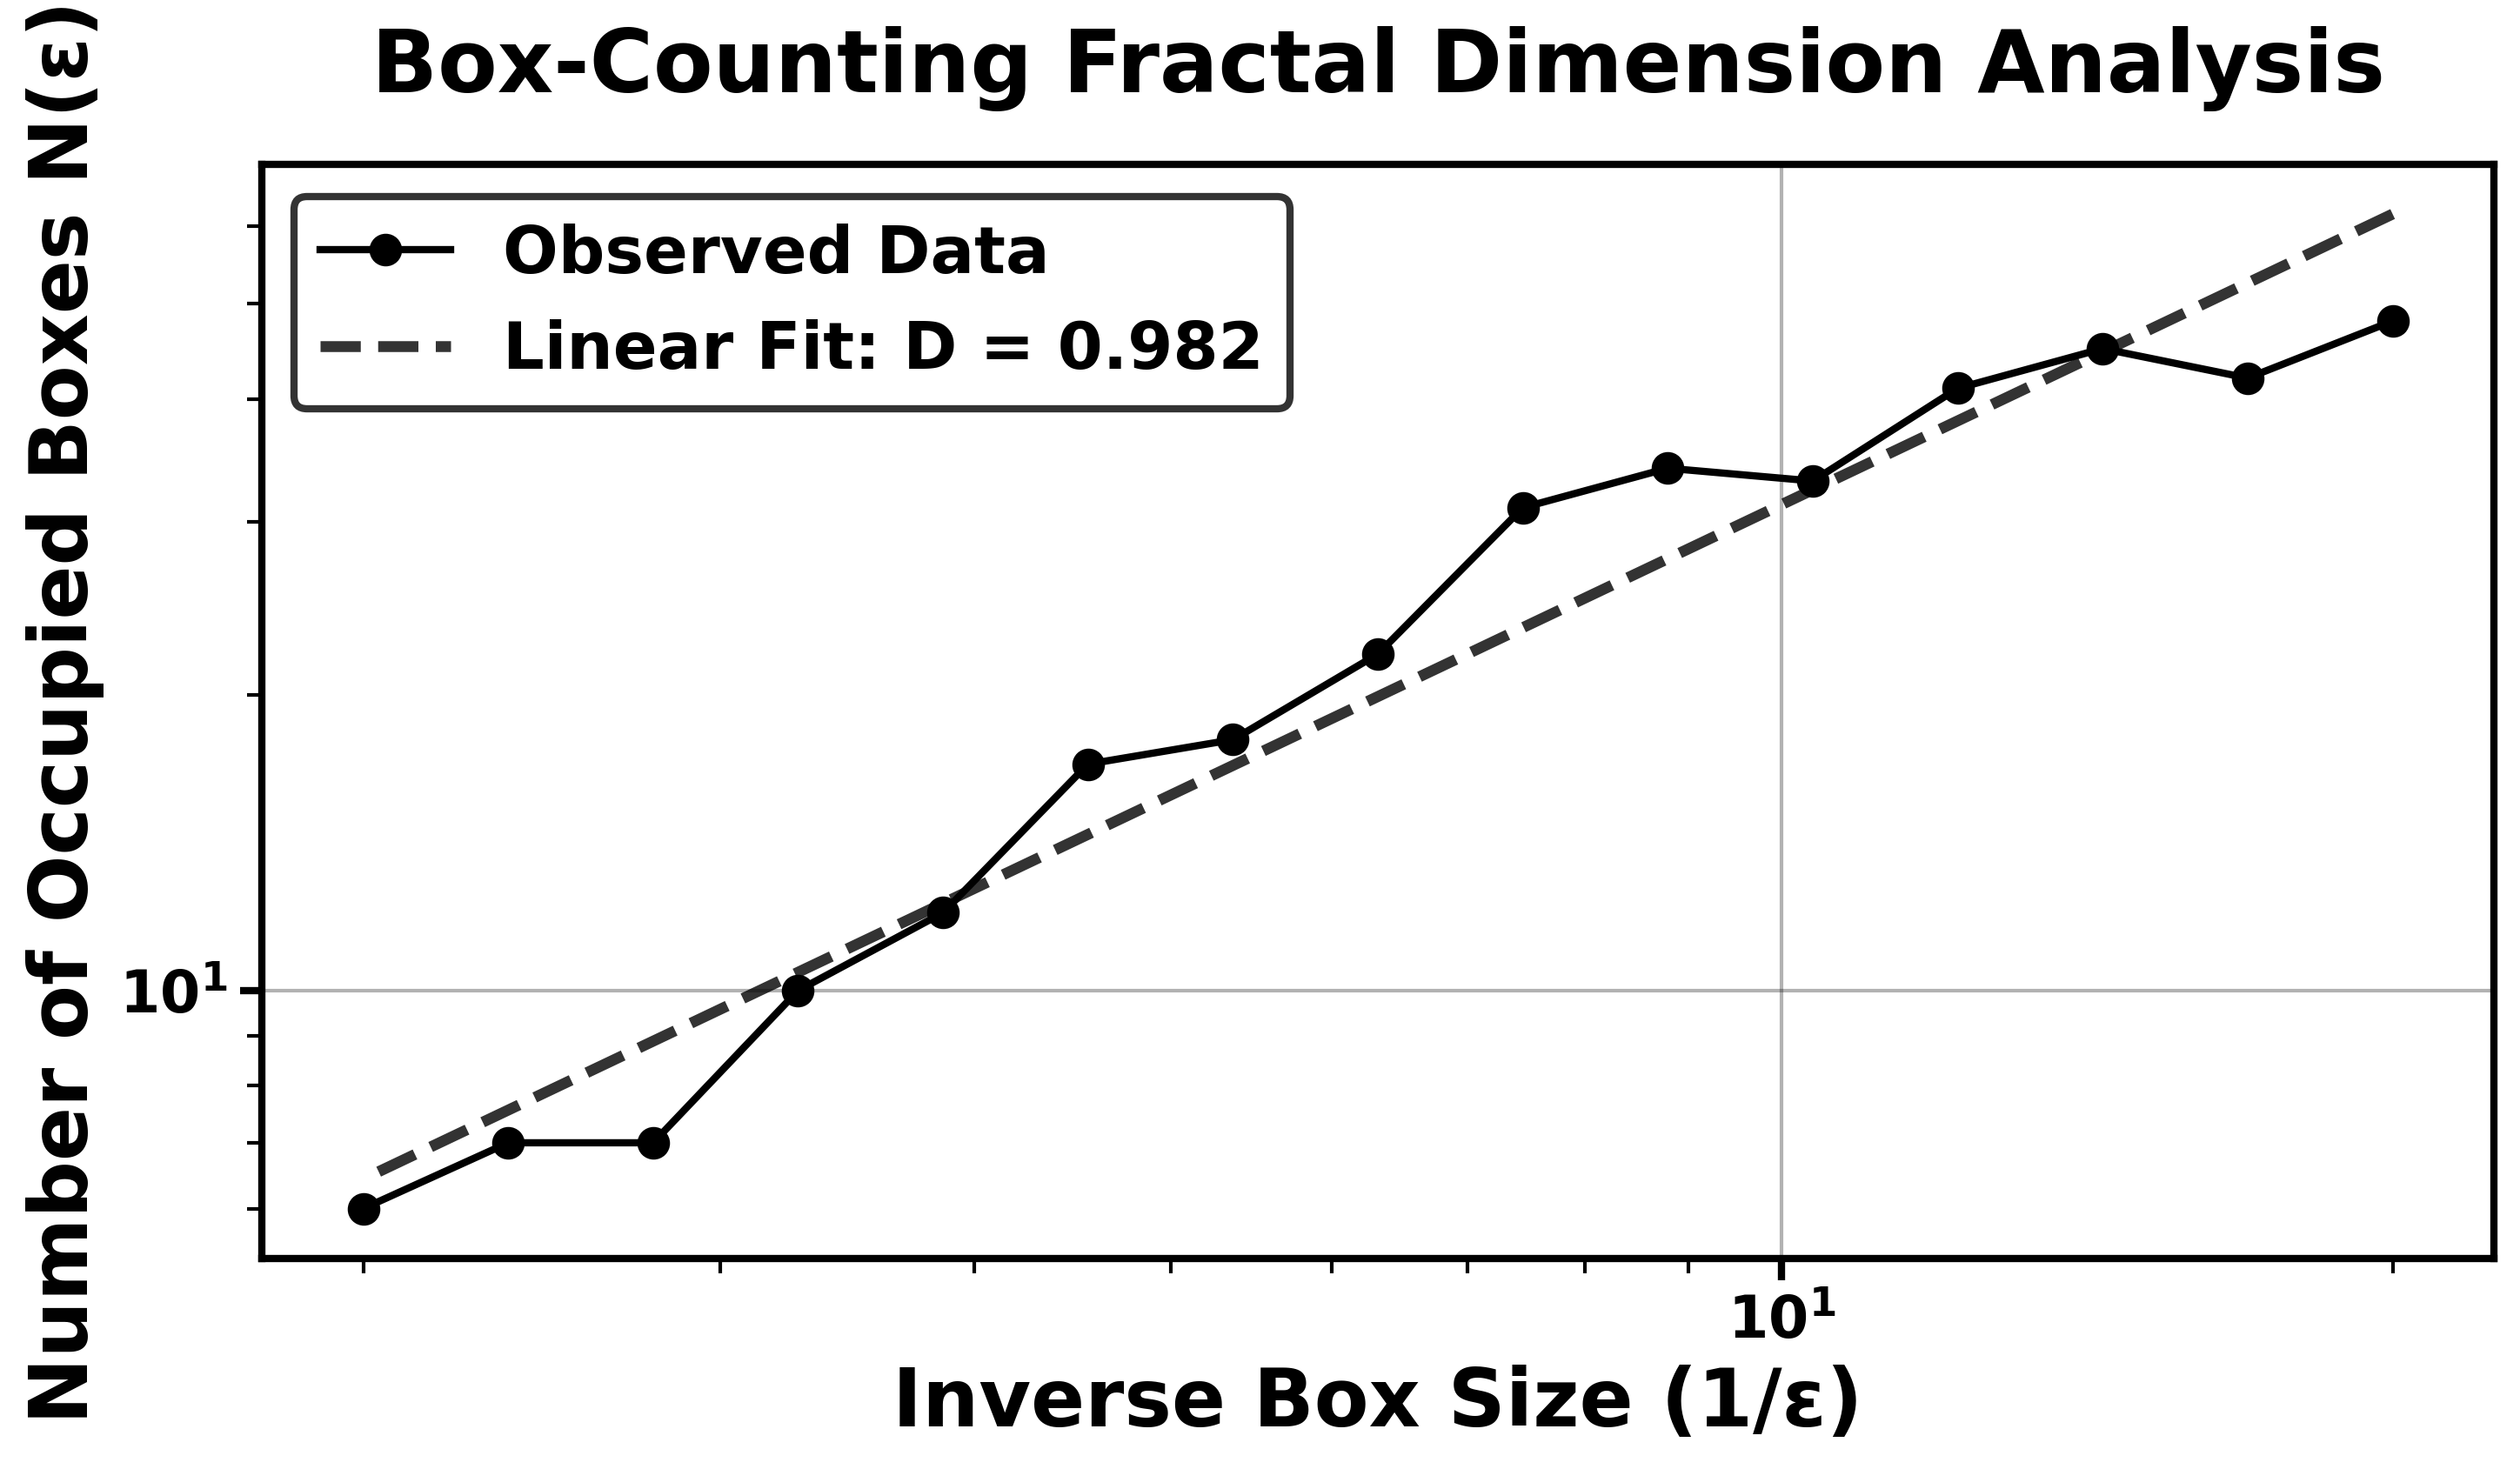 Box-Counting Fractal Dimension Analysis
Number of Occupied Boxes N(ε)
Observed Data
Linear Fit: D = 0.982
10¹
10¹
Inverse Box Size (1/ε)